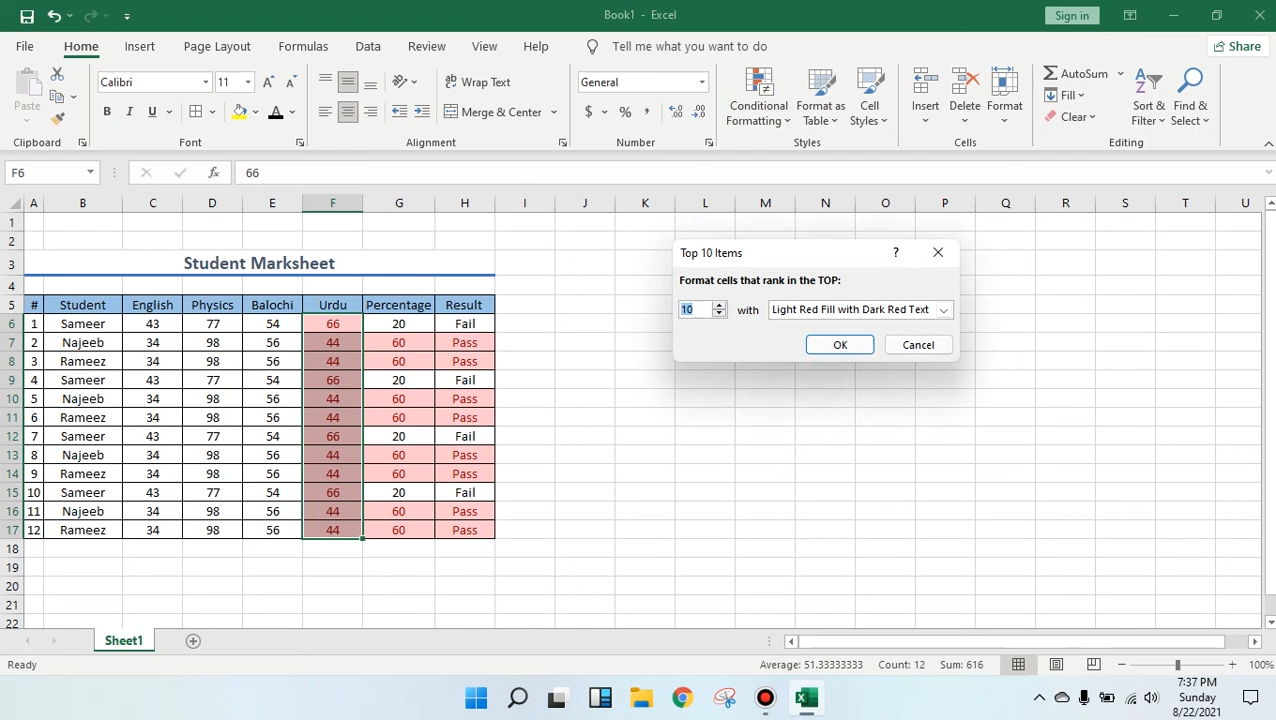 Book1 - Excel
Sign in
File Home Insert Page Layout Formulas Data Review View Help Tell me what you want to do Share
Paste
Calibri 11
Wrap Text
General
Conditional Formatting
Format as Table
Cell Styles
Insert
Delete
Format
AutoSum
Fill
Clear
Sort & Filter
Find & Select
B I U A
Merge & Center
$ % , 
Clipboard Font Alignment Number Styles Cells Editing
F6 fx 66
A B C D E F G H I J K L M N O P Q R S T U
1
2
3 Student Marksheet
4
5 # Student English Physics Balochi Urdu Percentage Result
6 1 Sameer 43 77 54 66 20 Fail
7 2 Najeeb 34 98 56 44 60 Pass
8 3 Rameez 34 98 56 44 60 Pass
9 4 Sameer 43 77 54 66 20 Fail
10 5 Najeeb 34 98 56 44 60 Pass
11 6 Rameez 34 98 56 44 60 Pass
12 7 Sameer 43 77 54 66 20 Fail
13 8 Najeeb 34 98 56 44 60 Pass
14 9 Rameez 34 98 56 44 60 Pass
15 10 Sameer 43 77 54 66 20 Fail
16 11 Najeeb 34 98 56 44 60 Pass
17 12 Rameez 34 98 56 44 60 Pass
18
19
20
21
22
Top 10 Items ?
Format cells that rank in the TOP:
10 with Light Red Fill with Dark Red Text
OK Cancel
Sheet1
Ready Average: 51.33333333 Count: 12 Sum: 616 100%
7:37 PM
Sunday
8/22/2021